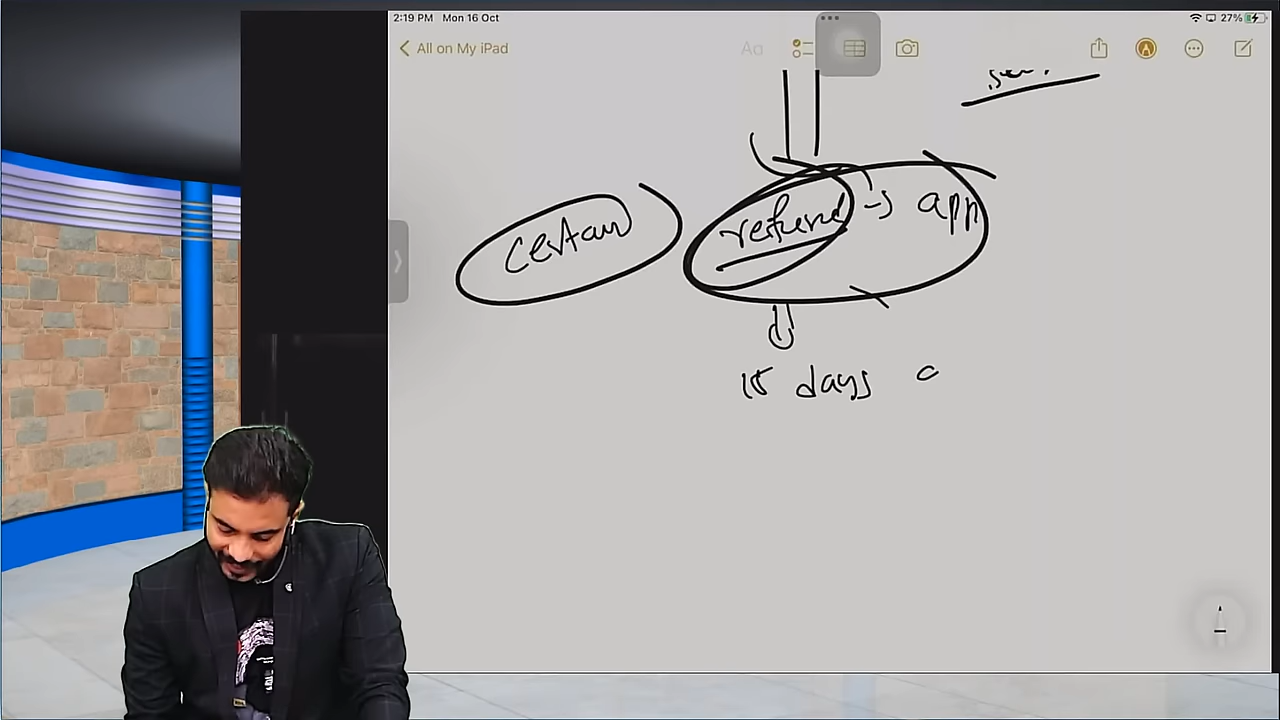 2:19 PM Mon 16 Oct 27%
All on My iPad Aa
certain refund → app
15 days